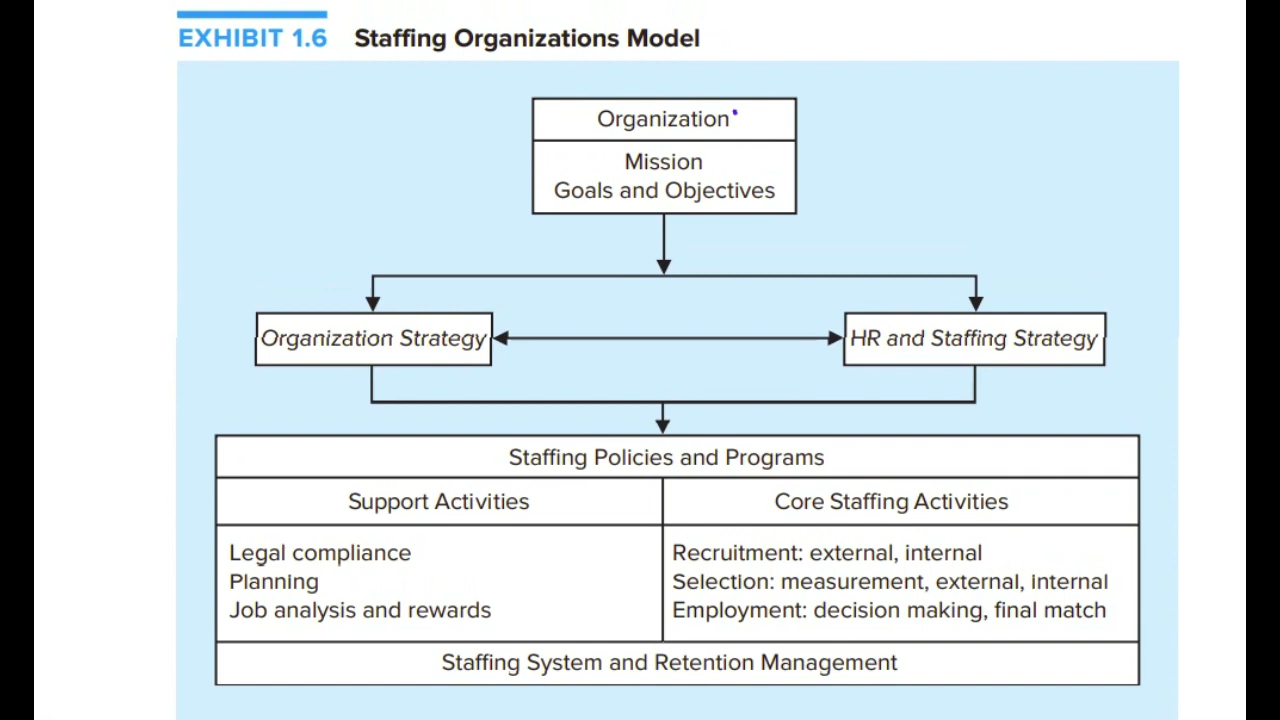 EXHIBIT 1.6 Staffing Organizations Model
Organization
Mission
Goals and Objectives
Organization Strategy
HR and Staffing Strategy
Staffing Policies and Programs
Support Activities
Core Staffing Activities
Legal compliance
Planning
Job analysis and rewards
Recruitment: external, internal
Selection: measurement, external, internal
Employment: decision making, final match
Staffing System and Retention Management